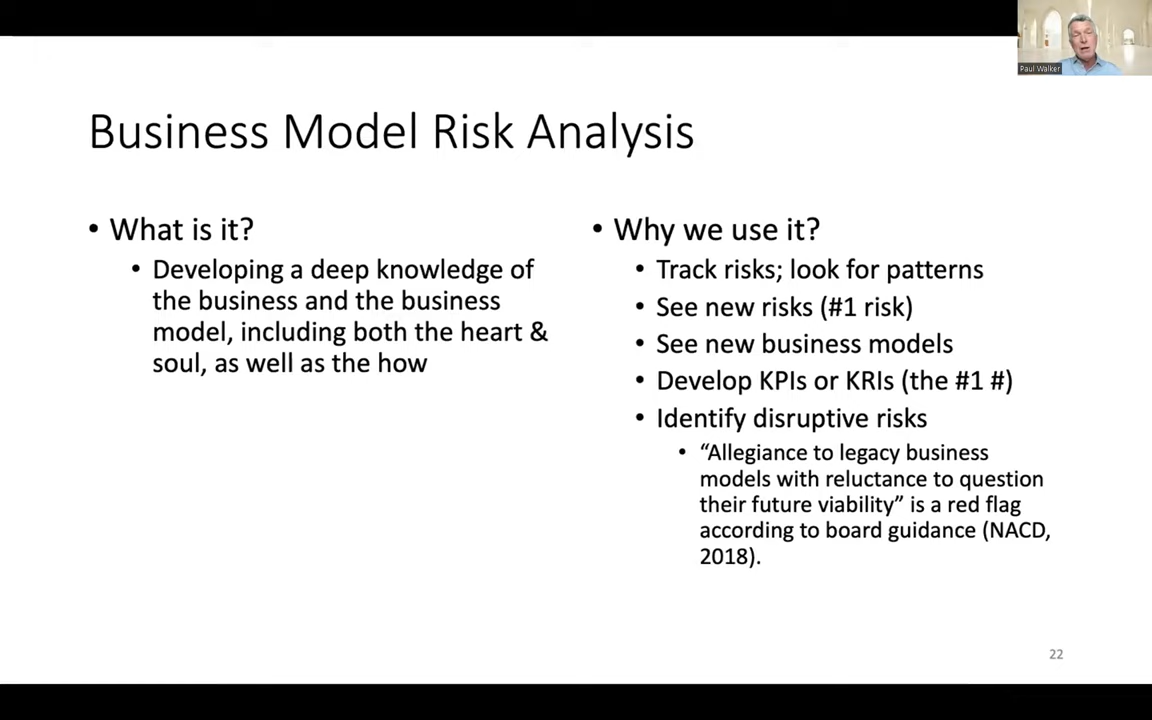 Paul Walker
Business Model Risk Analysis
• What is it?
• Developing a deep knowledge of
the business and the business
model, including both the heart &
soul, as well as the how
• Why we use it?
• Track risks; look for patterns
• See new risks (#1 risk)
• See new business models
• Develop KPIs or KRIs (the #1 #)
• Identify disruptive risks
• “Allegiance to legacy business
models with reluctance to question
their future viability” is a red flag
according to board guidance (NACD,
2018).
22